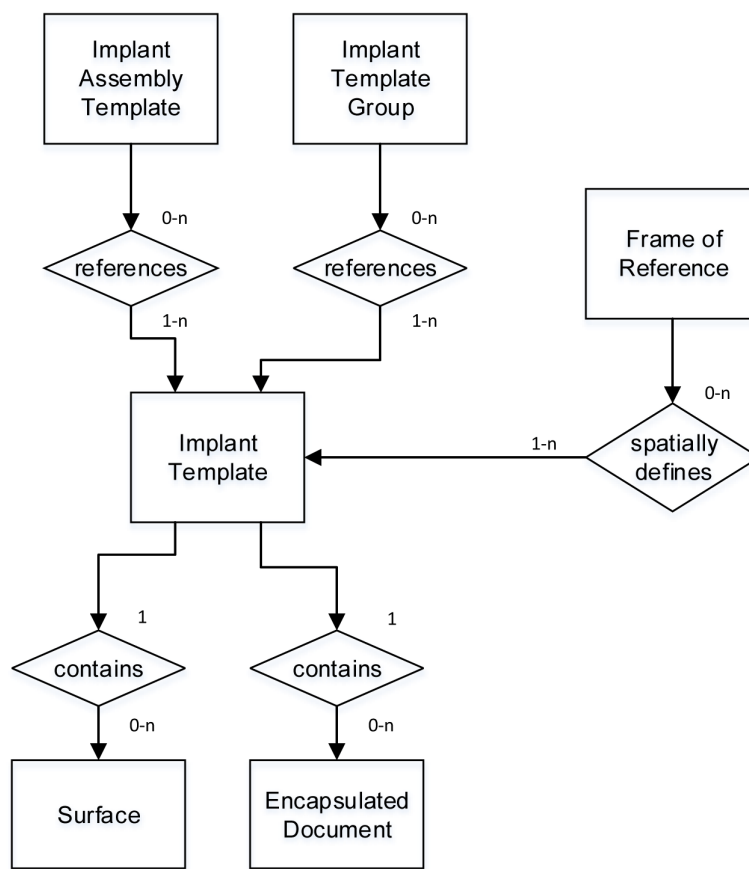 Implant
Assembly
Template
Implant
Template
Group
0-n
0-n
Frame of
Reference
references
references
1-n
1-n
0-n
Implant
Template
1-n
spatially
defines
1
1
contains
contains
0-n
0-n
Surface
Encapsulated
Document